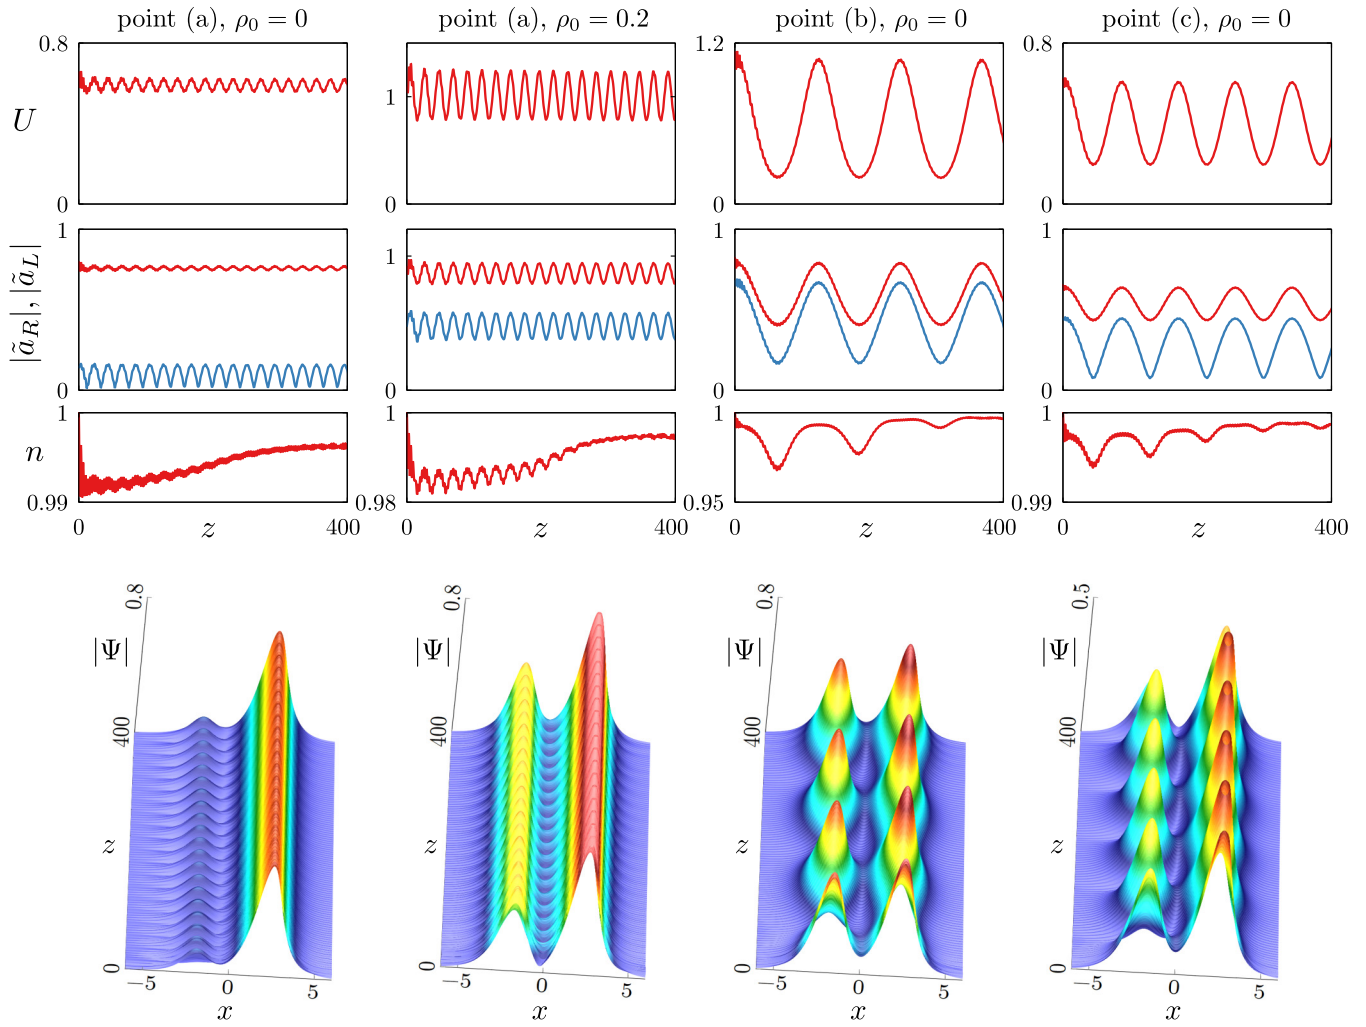 point (a), ρ₀ = 0
point (a), ρ₀ = 0.2
point (b), ρ₀ = 0
point (c), ρ₀ = 0
0.8
U
0
1
0
1.2
0
0.8
0
|ã_R|, |ã_L|
1
0
1
0
1
0
1
0
n
1
0.99
1
0.98
1
0.95
1
0.99
0 z 400
0 z 400
0 z 400
0 z 400
0.8
|Ψ|
400
z
0
−5 0 5
x
0.8
|Ψ|
400
z
0
−5 0 5
x
0.8
|Ψ|
400
z
0
−5 0 5
x
0.5
|Ψ|
400
z
0
−5 0 5
x